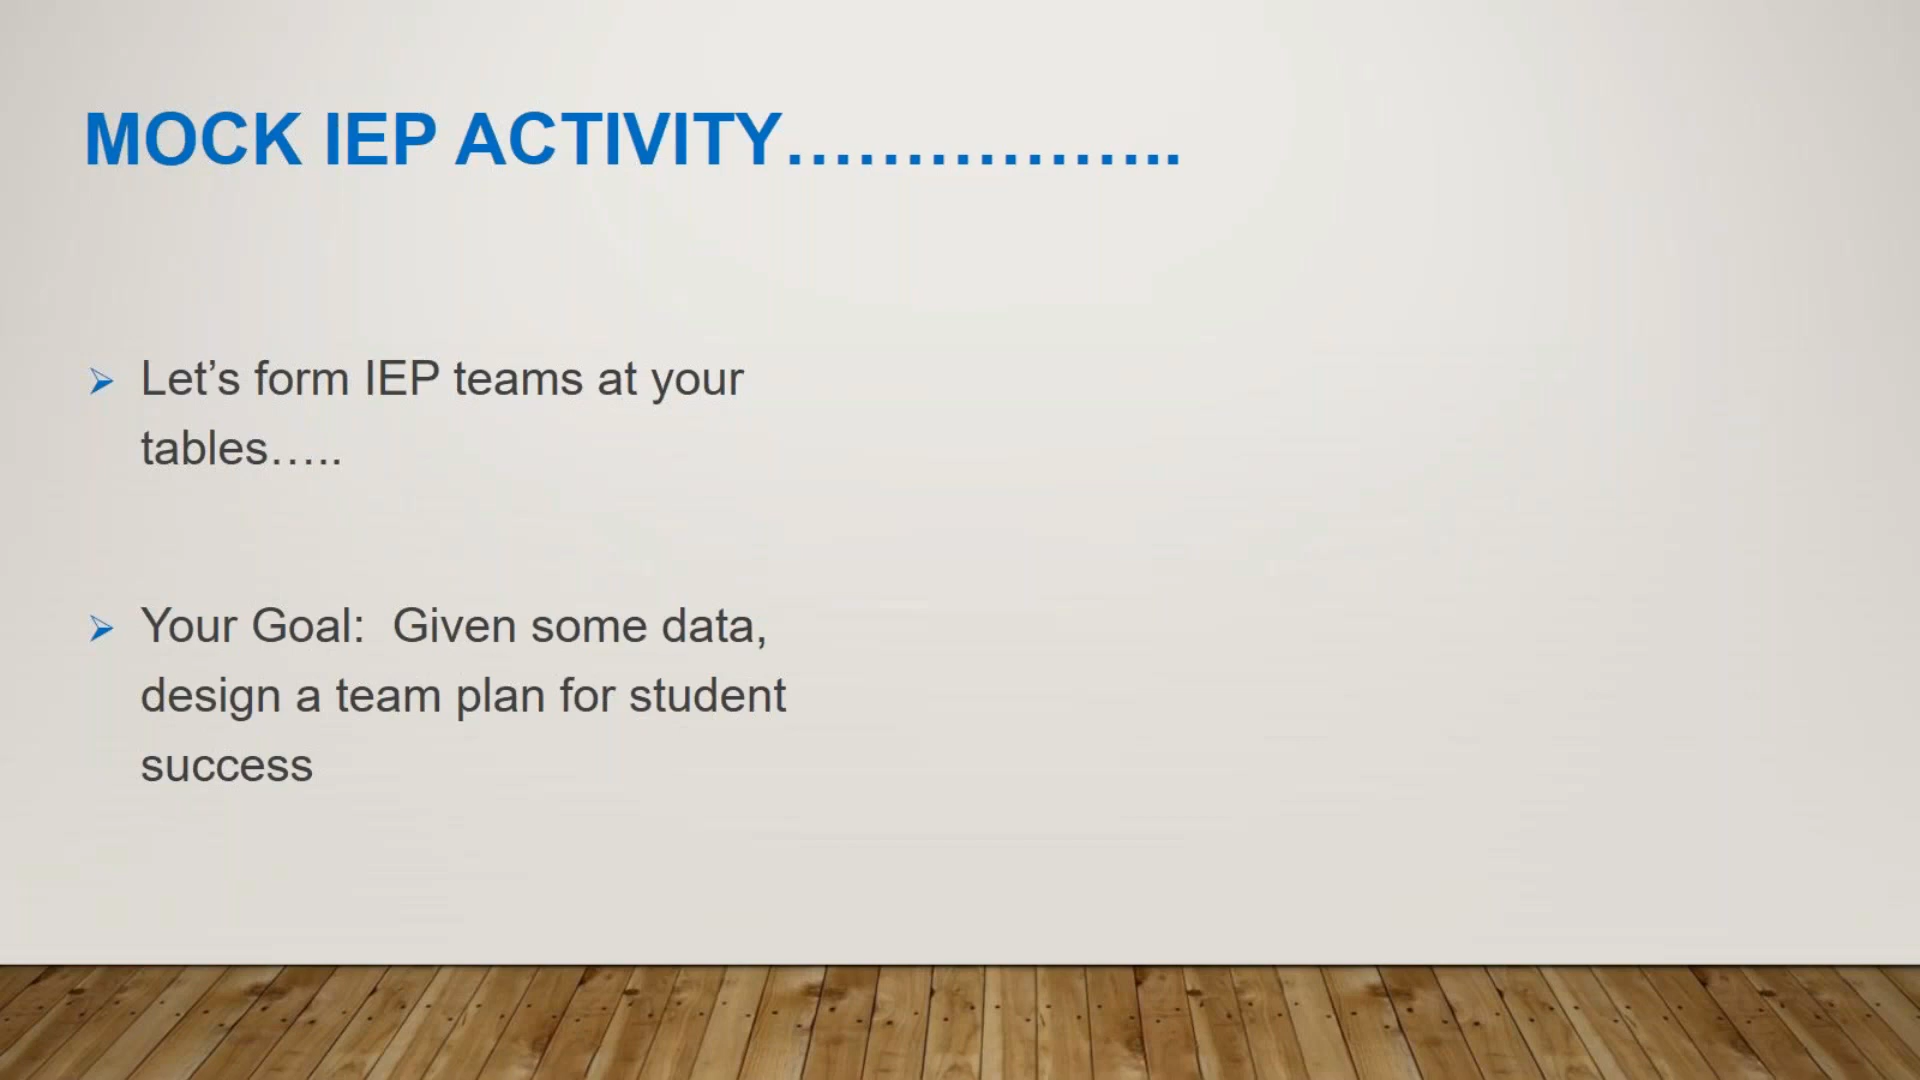 MOCK IEP ACTIVITY……………..
Let’s form IEP teams at your
tables…..
Your Goal:  Given some data,
design a team plan for student
success